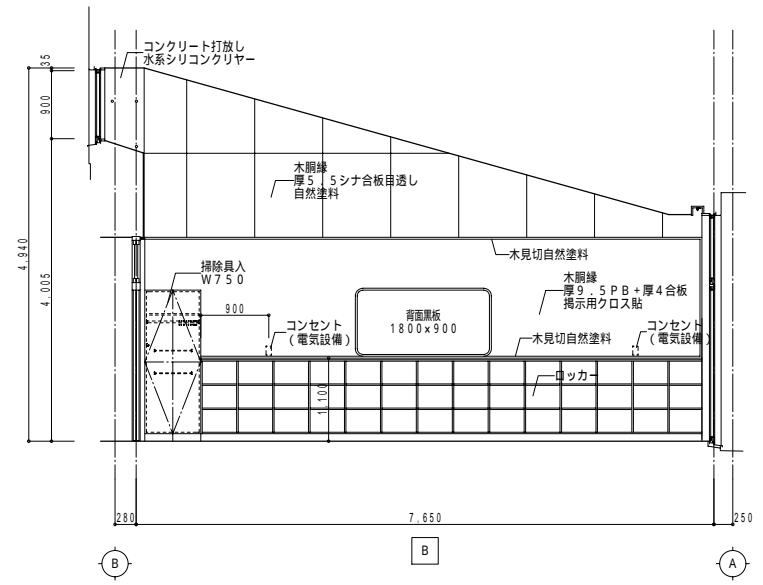 コンクリート打放し
水系シリコンクリヤー
35
900
4,940
4,005
木胴縁
厚5．5シナ合板目透し
自然塗料
木見切自然塗料
掃除具入
W750
900
コンセント
（電気設備）
背面黒板
1800x900
木胴縁
厚9．5PB+厚4合板
掲示用クロス貼
木見切自然塗料
コンセント
（電気設備）
ロッカー
1,100
280
7,650
250
B
B
A